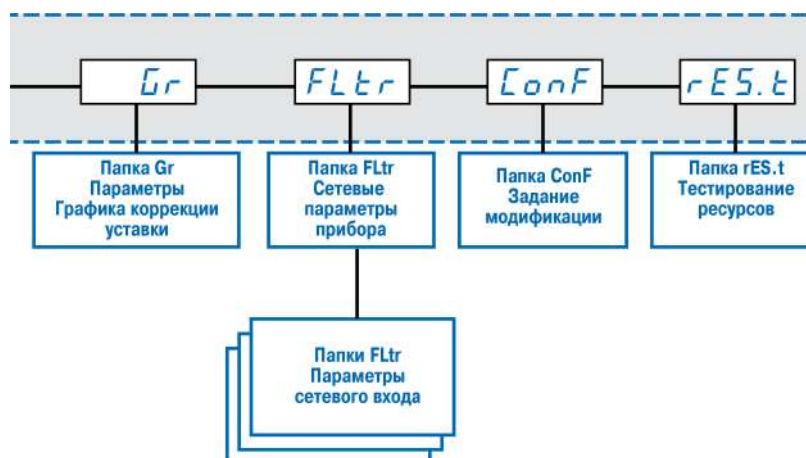 Gr
FLtr
ConF
rES.t
Папка Gr
Параметры
Графика коррекции
уставки
Папка FLtr
Сетевые
параметры
прибора
Папка ConF
Задание
модификации
Папка rES.t
Тестирование
ресурсов
Папки FLtr
Параметры
сетевого входа